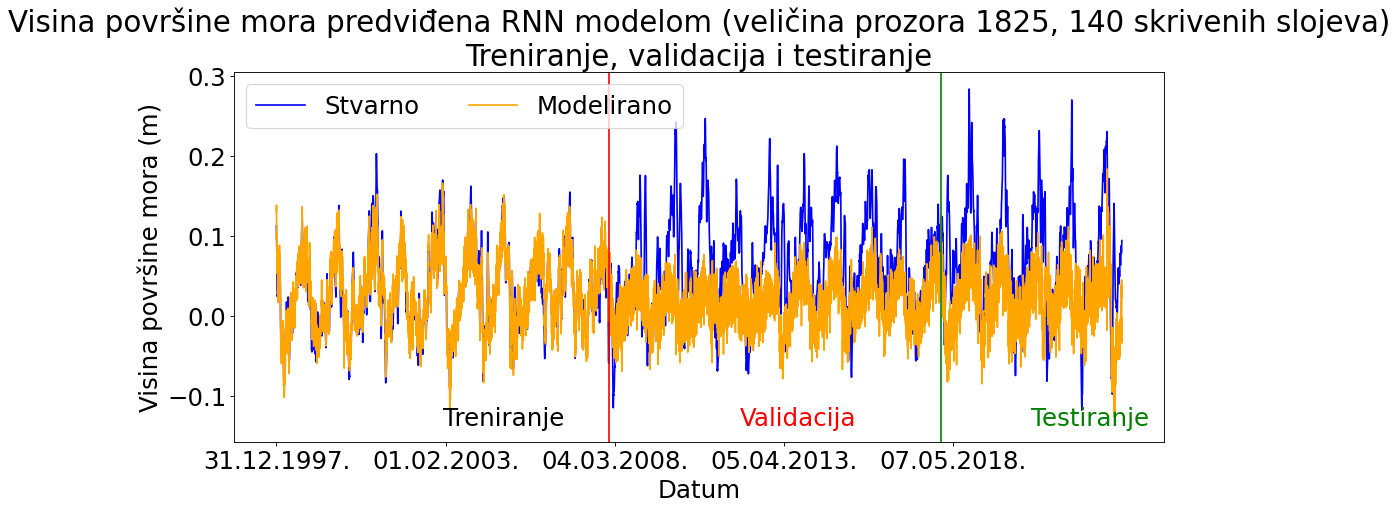 Visina površine mora predviđena RNN modelom (veličina prozora 1825, 140 skrivenih slojeva)
Treniranje, validacija i testiranje
Stvarno
Modelirano
Visina površine mora (m)
0.3
0.2
0.1
0.0
−0.1
Treniranje
Validacija
Testiranje
31.12.1997.
01.02.2003.
04.03.2008.
05.04.2013.
07.05.2018.
Datum